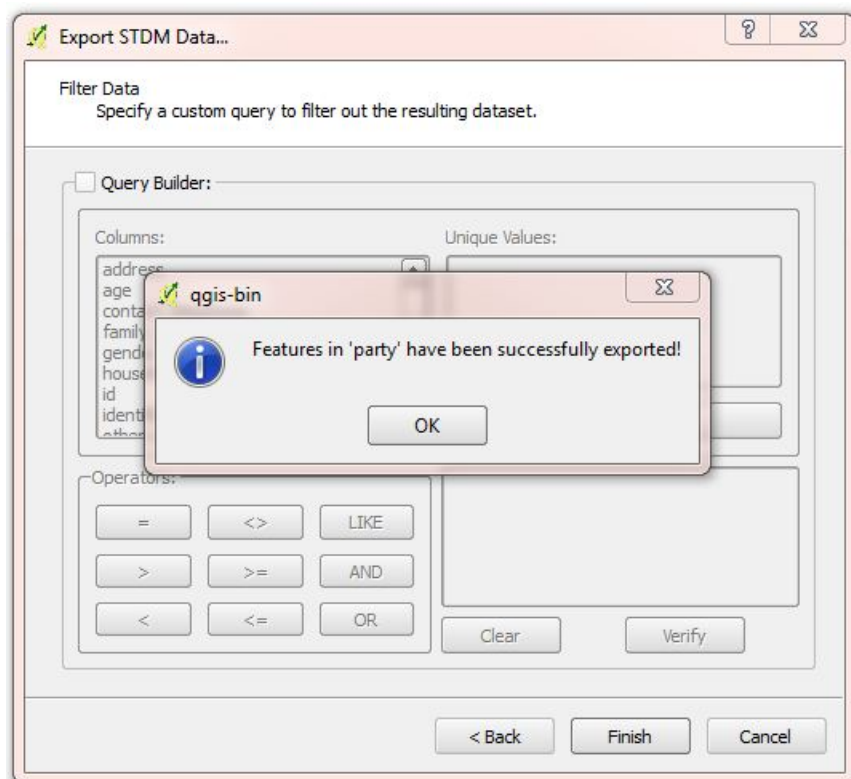 Export STDM Data...
Filter Data
Specify a custom query to filter out the resulting dataset.
Query Builder:
Columns:
Unique Values:
address
age
family
id
qgis-bin
Features in 'party' have been successfully exported!
OK
Operators:
= <> LIKE
> >= AND
< <= OR
Clear Verify
< Back Finish Cancel